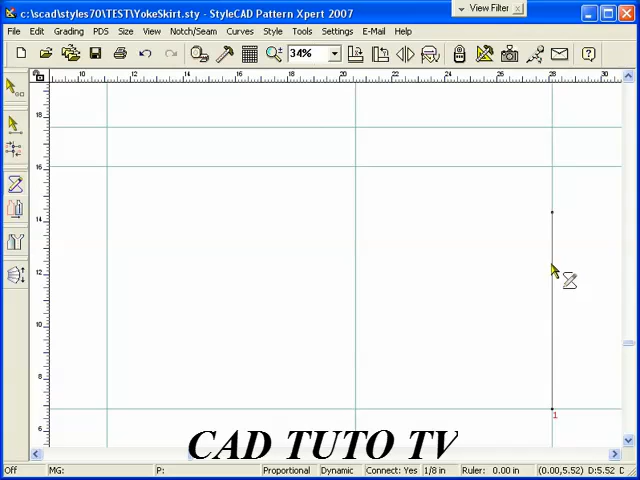 c:\scad\styles70\TEST\YokeSkirt.sty - StyleCAD Pattern Xpert 2007
View Filter
File Edit Grading PDS Size View Notch/Seam Curves Style Tools Settings E-Mail Help
34%
10 12 14 16 18 20 22 24 26 28 30
18
16
14
12
10
8
6
1
CAD TUTO TV
Off MG: P: Proportional Dynamic Connect: Yes 1/8 in Ruler: 0.00 in (0.00,5.52) D:5.52 D